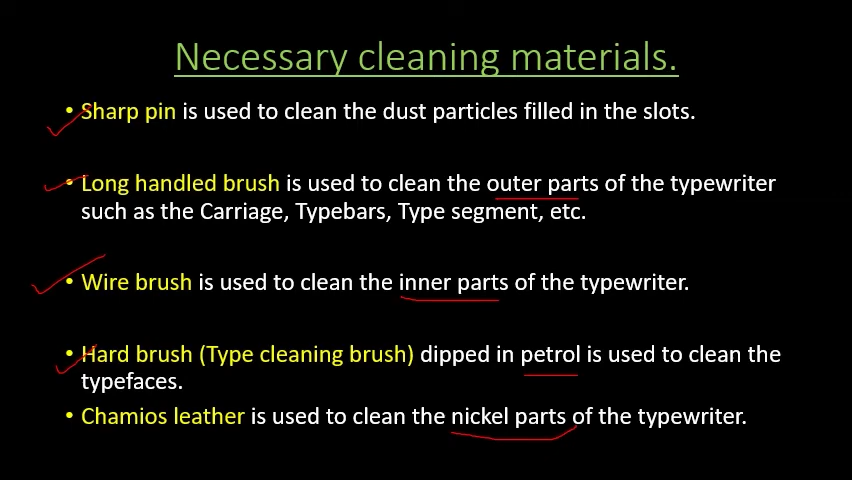 Necessary cleaning materials.
• Sharp pin is used to clean the dust particles filled in the slots.
• Long handled brush is used to clean the outer parts of the typewriter
such as the Carriage, Typebars, Type segment, etc.
• Wire brush is used to clean the inner parts of the typewriter.
• Hard brush (Type cleaning brush) dipped in petrol is used to clean the
typefaces.
• Chamios leather is used to clean the nickel parts of the typewriter.